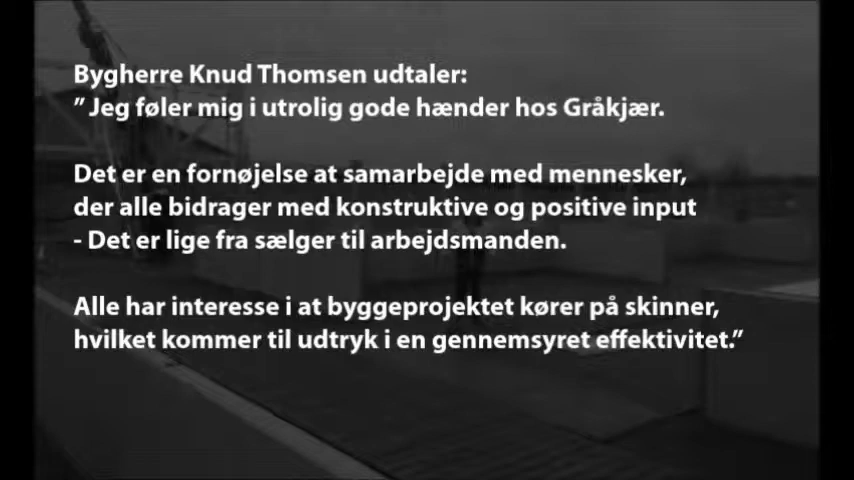 Bygherre Knud Thomsen udtaler:
” Jeg føler mig i utrolig gode hænder hos Gråkjær.
Det er en fornøjelse at samarbejde med mennesker,
der alle bidrager med konstruktive og positive input
- Det er lige fra sælger til arbejdsmanden.
Alle har interesse i at byggeprojektet kører på skinner,
hvilket kommer til udtryk i en gennemsyret effektivitet.”